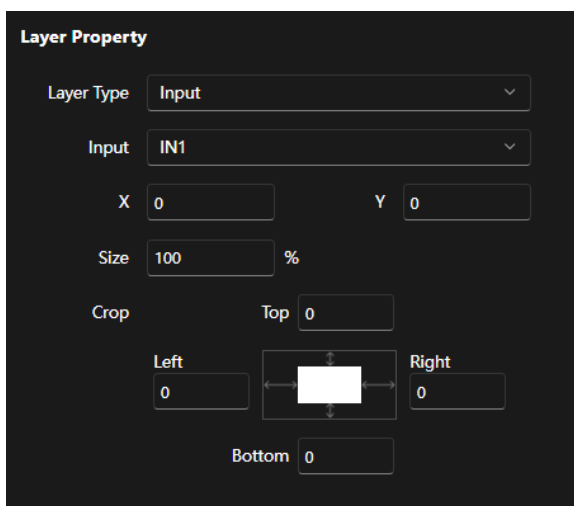 Layer Property
Layer Type Input
Input IN1
X 0 Y 0
Size 100 %
Crop Top 0
Left Right
0 0
Bottom 0